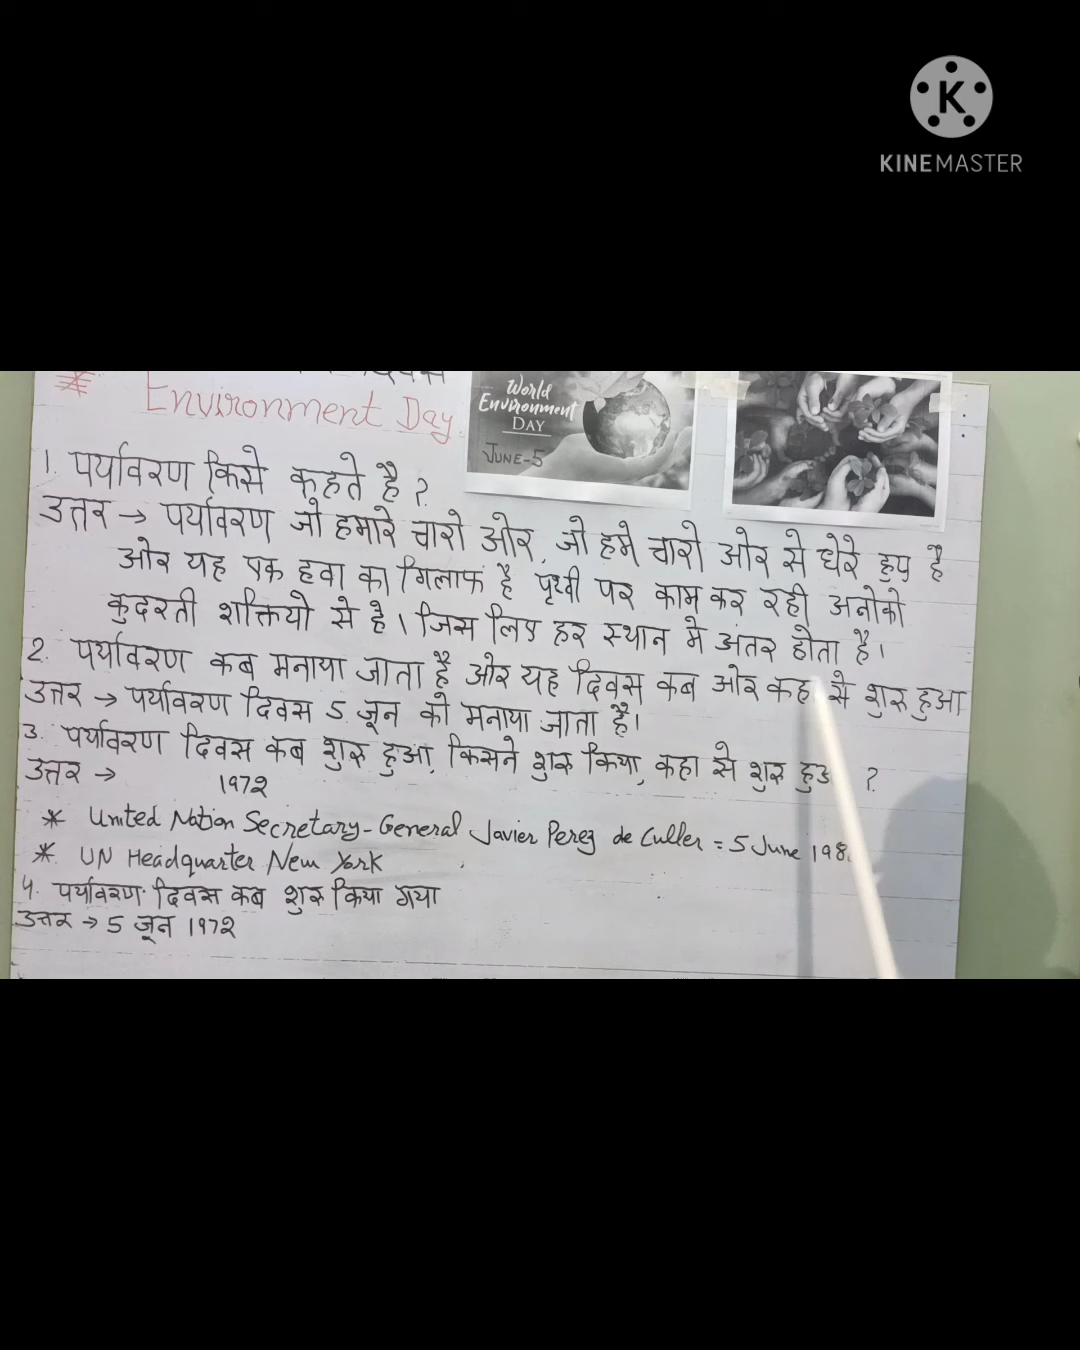 KINEMASTER
Environment Day
World
Environment
DAY
JUNE-5
1. पर्यावरण किसे कहते है ?
उत्तर → पर्यावरण जो हमारे चारो ओर, जो हमे चारो ओर से घेरे हुए है
ओर यह एक हवा का गिलाफ है पृथ्वी पर काम कर रही अनोको
कुदरती शक्तियो से है। जिस लिए हर स्थान मे अंतर होता है।
2. पर्यावरण कब मनाया जाता है ओर यह दिवस कब ओर कहा से शुरु हुआ
उत्तर → पर्यावरण दिवस 5 जून को मनाया जाता है।
3. पर्यावरण दिवस कब शुरु हुआ, किसने शुरु किया, कहा से शुरु ?
उत्तर →
1972
* United Nation Secretary-General Javier Perez de Culler = 5 June
* UN Headquarter New York
4. पर्यावरण दिवस कब शुरु किया गया
उत्तर → 5 जून 1972